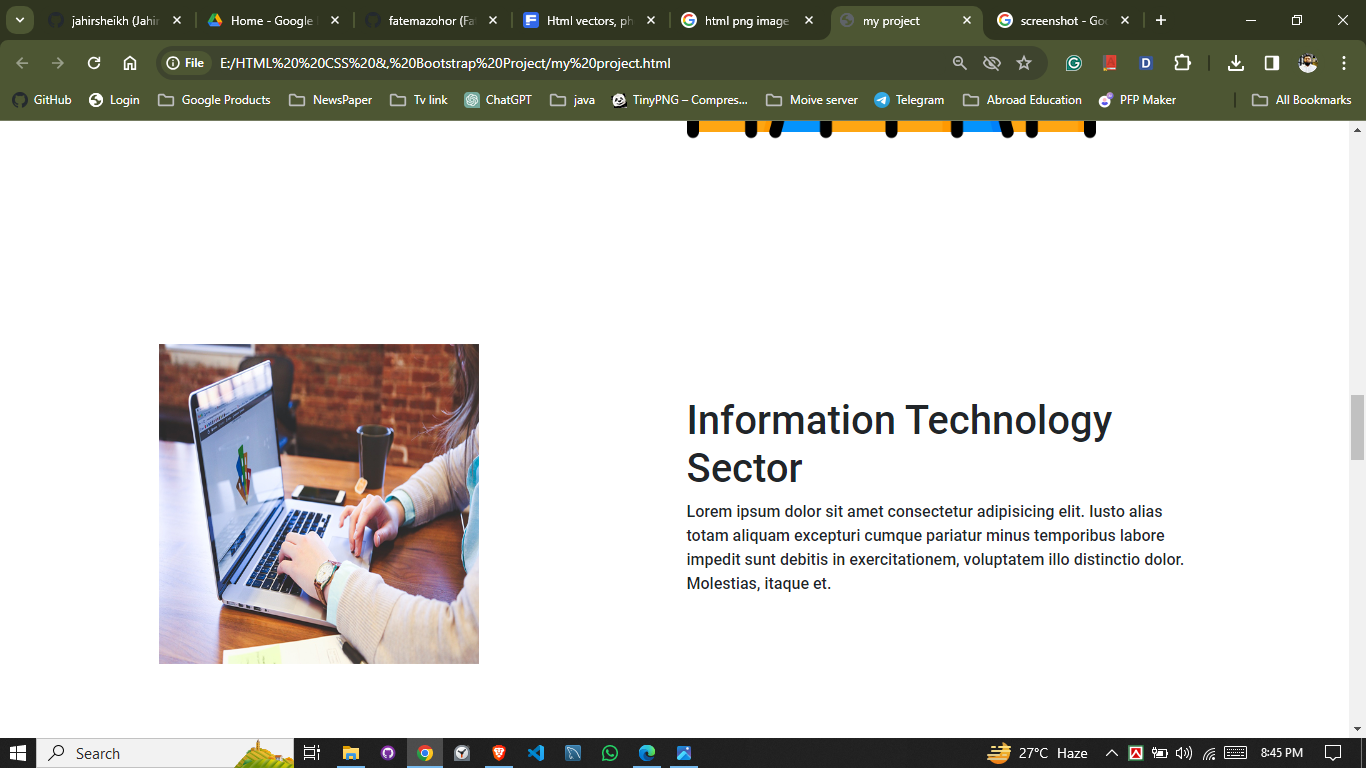 jahirsheikh (Jahir
Home - Google
fatemazohor (Fa
Html vectors, ph
html png image
my project
screenshot - Goo
File
E:/HTML%20%20CSS%20&,%20Bootstrap%20Project/my%20project.html
GitHub
Login
Google Products
NewsPaper
Tv link
ChatGPT
java
TinyPNG – Compres...
Moive server
Telegram
Abroad Education
PFP Maker
All Bookmarks
Information Technology
Sector
Lorem ipsum dolor sit amet consectetur adipisicing elit. Iusto alias
totam aliquam excepturi cumque pariatur minus temporibus labore
impedit sunt debitis in exercitationem, voluptatem illo distinctio dolor.
Molestias, itaque et.
Search
27°C Haze
8:45 PM